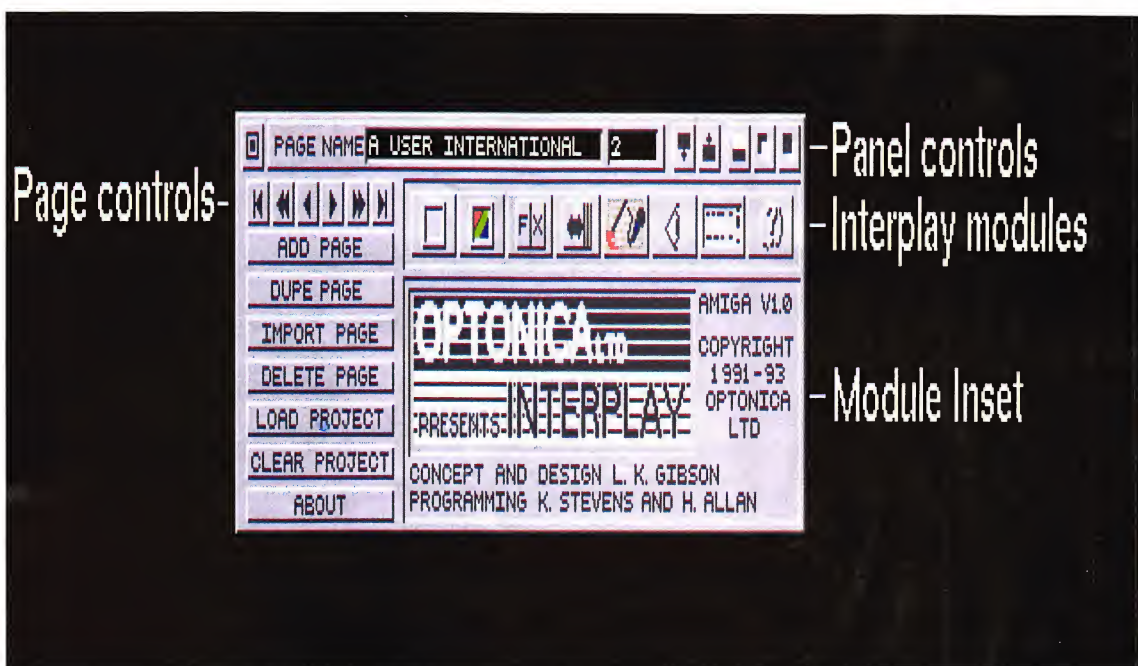 PAGE NAME A USER INTERNATIONAL 2
Panel controls
Page controls
Interplay modules
FX
ADD PAGE
DUPE PAGE
IMPORT PAGE
DELETE PAGE
LOAD PROJECT
CLEAR PROJECT
ABOUT
OPTONICAtm
PRESENTS INTERPLAY
AMIGA V1.0
COPYRIGHT
1991-93
OPTONICA
LTD
Module Inset
CONCEPT AND DESIGN L. K. GIBSON
PROGRAMMING K. STEVENS AND H. ALLAN